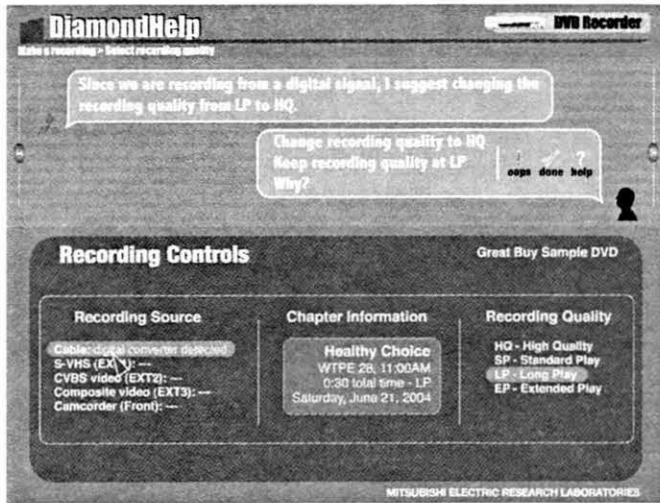 DiamondHelp
DVD Recorder
Make a recording > Select recording quality
Since we are recording from a digital signal, I suggest changing the
recording quality from LP to HQ.
Change recording quality to HQ
Keep recording quality at LP
Why?
oops done help
Recording Controls
Great Buy Sample DVD
Recording Source
Cable: digital converter detected
S-VHS (EXT1): ---
CVBS video (EXT2): ---
Composite video (EXT3): ---
Camcorder (Front): ---
Chapter Information
Healthy Choice
WTPE 28, 11:00AM
0:30 total time - LP
Saturday, June 21, 2004
Recording Quality
HQ - High Quality
SP - Standard Play
LP - Long Play
EP - Extended Play
MITSUBISHI ELECTRIC RESEARCH LABORATORIES